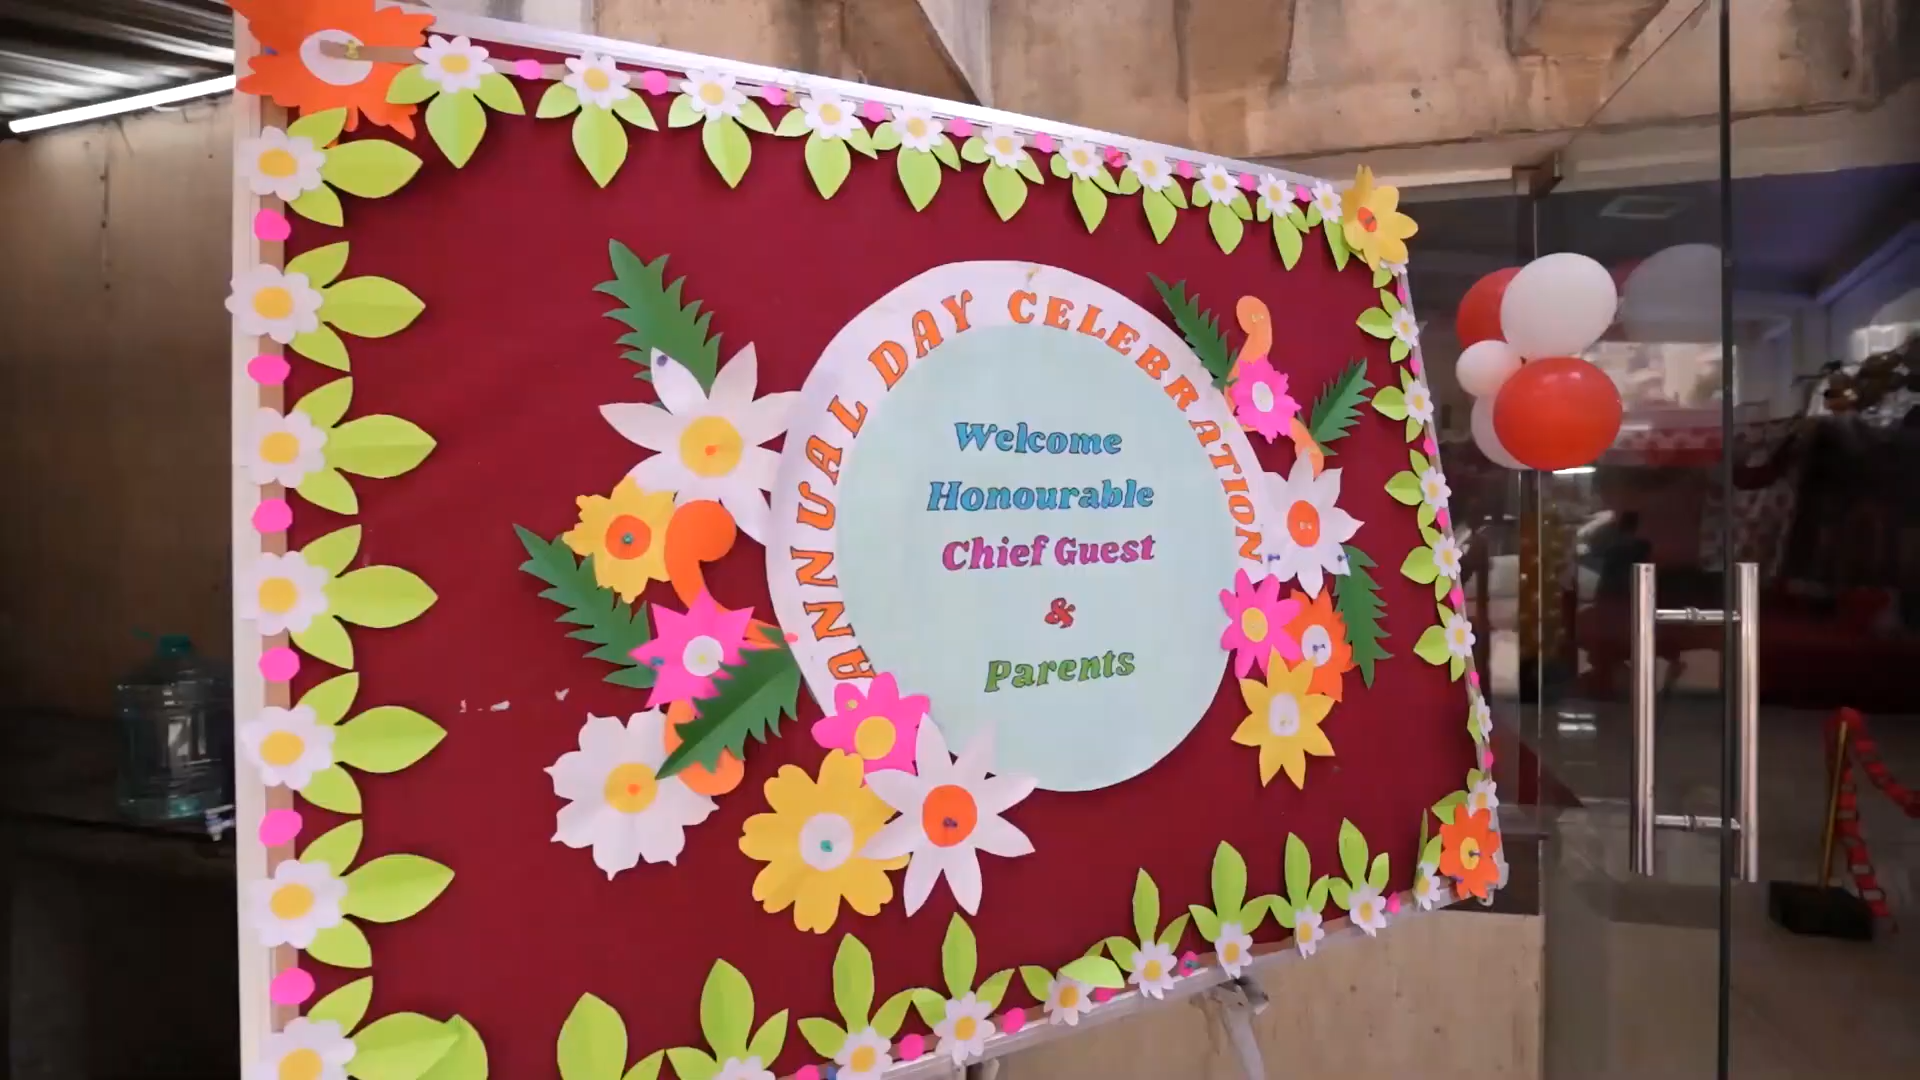 ANNUAL DAY CELEBRATION
Welcome
Honourable
Chief Guest
&
Parents